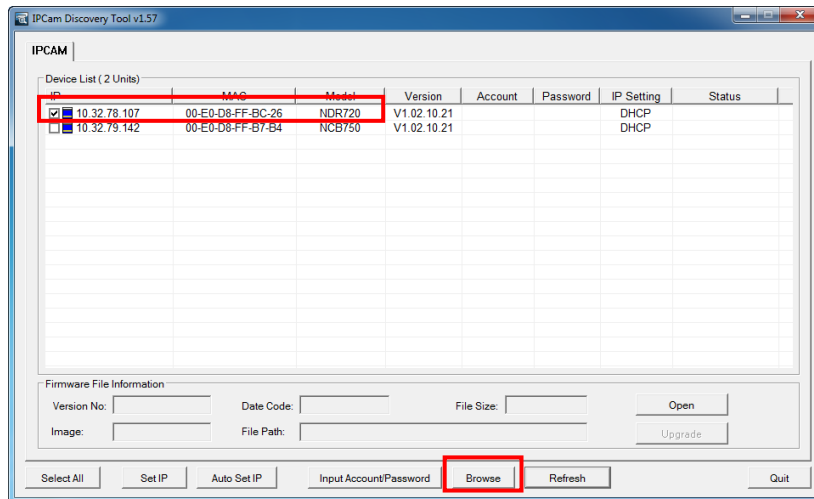 IPCam Discovery Tool v1.57
IPCAM
Device List ( 2 Units)
IP MAC Model Version Account Password IP Setting Status
10.32.78.107 00-E0-D8-FF-BC-26 NDR720 V1.02.10.21 DHCP
10.32.79.142 00-E0-D8-FF-B7-B4 NCB750 V1.02.10.21 DHCP
Firmware File Information
Version No: Date Code: File Size: Open
Image: File Path: Upgrade
Select All Set IP Auto Set IP Input Account/Password Browse Refresh Quit